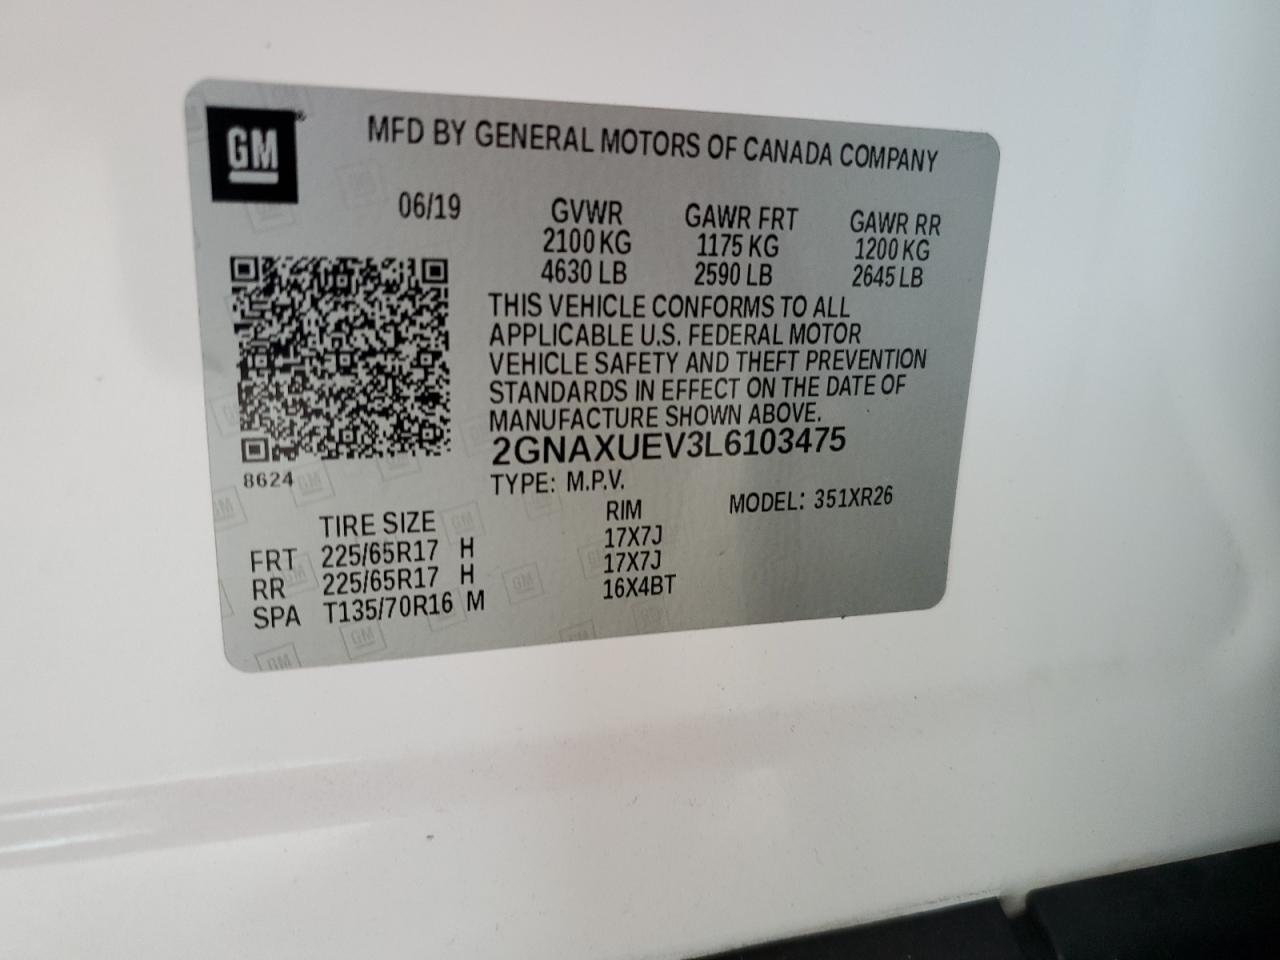 GM
MFD BY GENERAL MOTORS OF CANADA COMPANY
06/19 GVWR GAWR FRT GAWR RR
2100 KG 1175 KG 1200 KG
4630 LB 2590 LB 2645 LB
THIS VEHICLE CONFORMS TO ALL
APPLICABLE U.S. FEDERAL MOTOR
VEHICLE SAFETY AND THEFT PREVENTION
STANDARDS IN EFFECT ON THE DATE OF
MANUFACTURE SHOWN ABOVE.
2GNAXUEV3L6103475
8624
TYPE: M.P.V. MODEL: 351XR26
TIRE SIZE RIM
FRT 225/65R17 H 17X7J
RR 225/65R17 H 17X7J
SPA T135/70R16 M 16X4BT